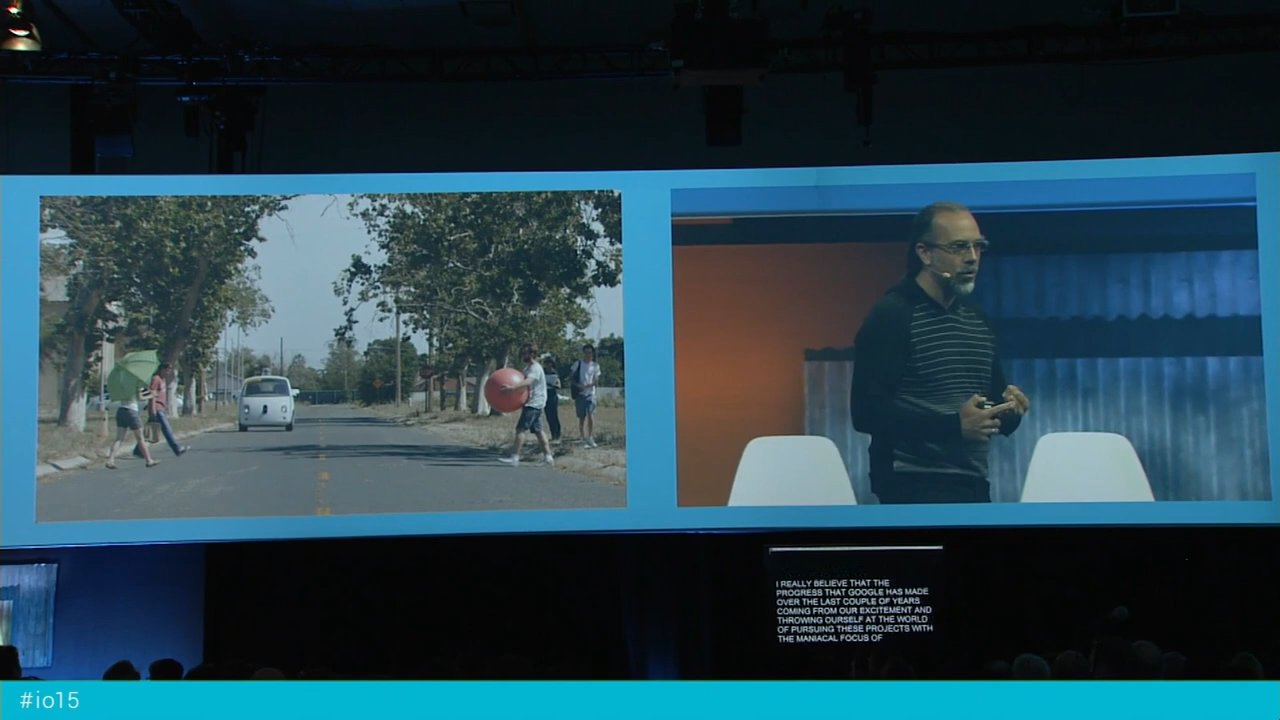 I REALLY BELIEVE THAT THE
PROGRESS THAT GOOGLE HAS MADE
OVER THE LAST COUPLE OF YEARS
COMING FROM OUR EXCITEMENT AND
THROWING OURSELF AT THE WORLD
OF PURSUING THESE PROJECTS WITH
THE MANIACAL FOCUS OF
#io15